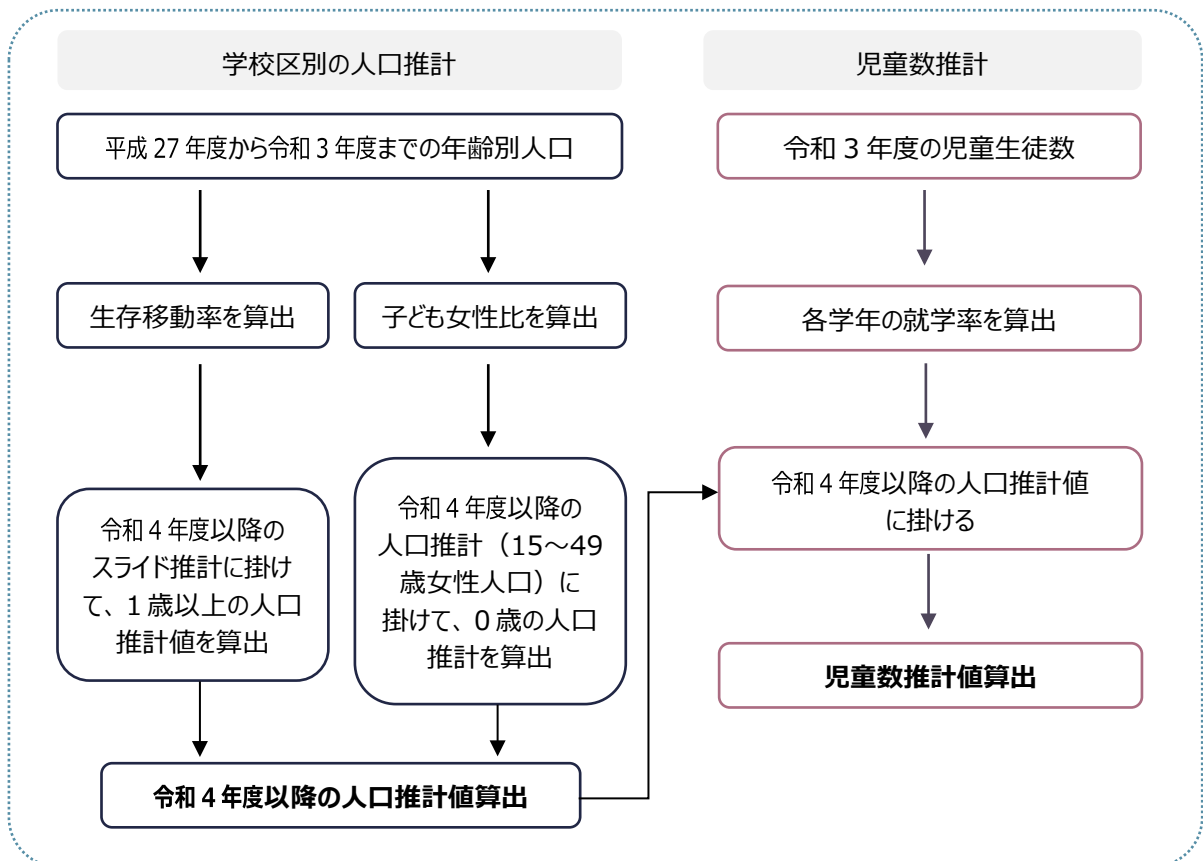 学校区別の人口推計
平成 27 年度から令和 3 年度までの年齢別人口
生存移動率を算出
子ども女性比を算出
令和 4 年度以降の
スライド推計に掛け
て、1 歳以上の人口
推計値を算出
令和 4 年度以降の
人口推計（15～49
歳女性人口）に
掛けて、0 歳の人口
推計を算出
令和 4 年度以降の人口推計値算出
児童数推計
令和 3 年度の児童生徒数
各学年の就学率を算出
令和 4 年度以降の人口推計値
に掛ける
児童数推計値算出